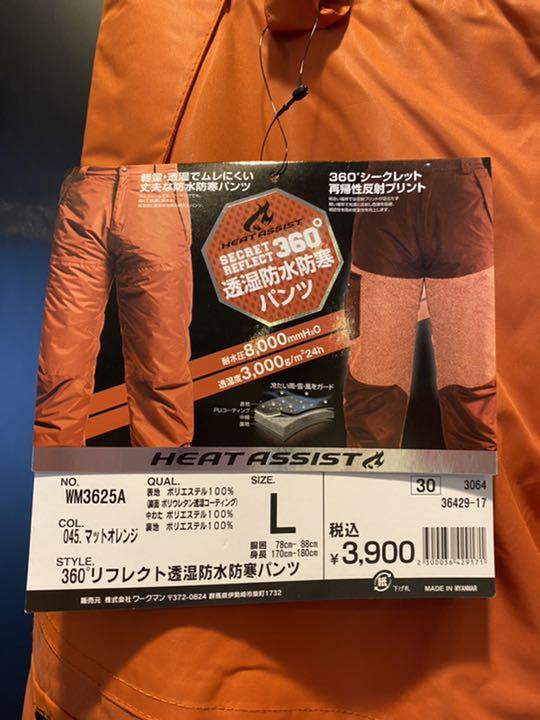 軽量・透湿でムレにくい
丈夫な防水防寒パンツ
360°シークレット
再帰性反射プリント
HEAT ASSIST
SECRET 360°
REFLECT
透湿防水防寒
パンツ
耐水圧8,000mmH₂O
透湿度3,000g/m²24h
冷たい雨・雪・風をガード
表地
PUコーティング
中綿
裏地
HEAT ASSIST
NO.
WM3625A
QUAL.
表地 ポリエステル100%
(裏面 ポリウレタン透湿コーティング)
中わた ポリエステル100%
裏地 ポリエステル100%
COL.
045. マットオレンジ
SIZE.
L
胴囲 78cm- 88cm
身長 170cm-180cm
STYLE.
360°リフレクト透湿防水防寒パンツ
30 3064
36429-17
税込
¥3,900
2300036429171
紙 下げ札
MADE IN MYANMAR
販売元 株式会社 ワークマン 〒372-0824 群馬県伊勢崎市柴町1732